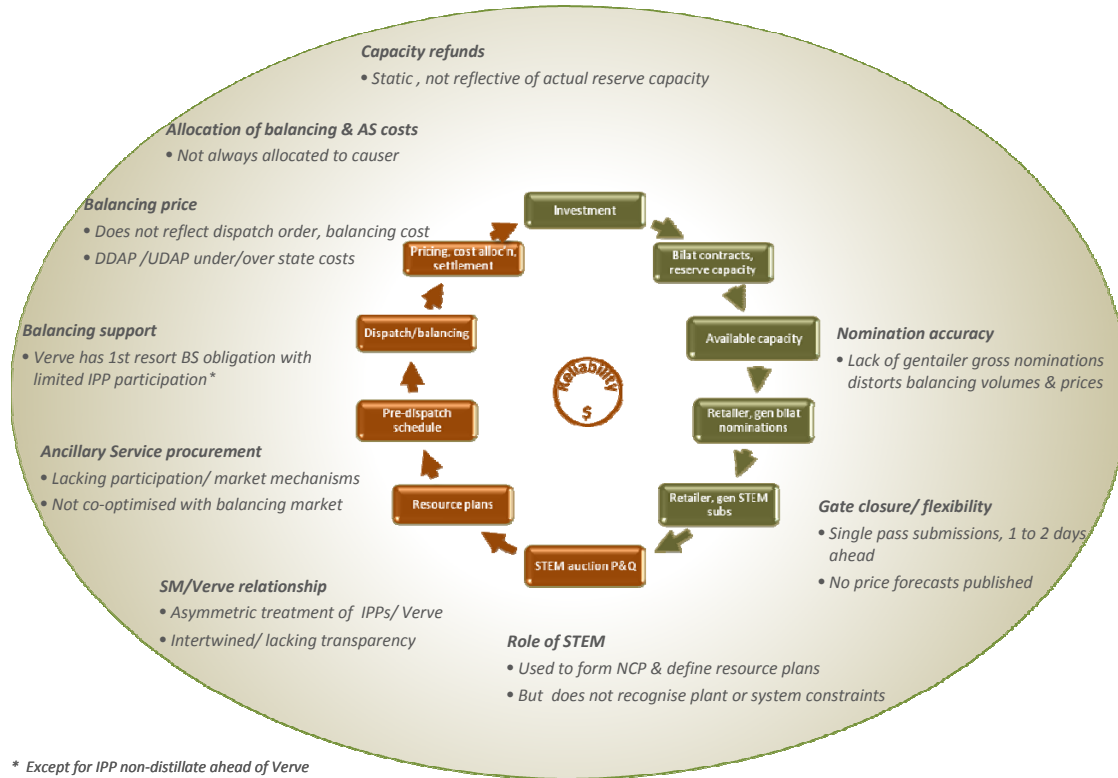 Capacity refunds
• Static , not reflective of actual reserve capacity
Allocation of balancing & AS costs
• Not always allocated to causer
Balancing price
• Does not reflect dispatch order, balancing cost
• DDAP /UDAP under/over state costs
Balancing support
• Verve has 1st resort BS obligation with
limited IPP participation*
Ancillary Service procurement
• Lacking participation/ market mechanisms
• Not co-optimised with balancing market
SM/Verve relationship
• Asymmetric treatment of IPPs/ Verve
• Intertwined/ lacking transparency
Role of STEM
• Used to form NCP & define resource plans
• But does not recognise plant or system constraints
Gate closure/ flexibility
• Single pass submissions, 1 to 2 days
ahead
• No price forecasts published
Nomination accuracy
• Lack of gentailer gross nominations
distorts balancing volumes & prices
Investment
Bilat contracts,
reserve capacity
Available capacity
Retailer, gen bilat
nominations
Retailer, gen STEM
subs
STEM auction P&Q
Resource plans
Pre-dispatch
schedule
Dispatch/balancing
Pricing, cost alloc'n,
settlement
Reliability
$
* Except for IPP non-distillate ahead of Verve